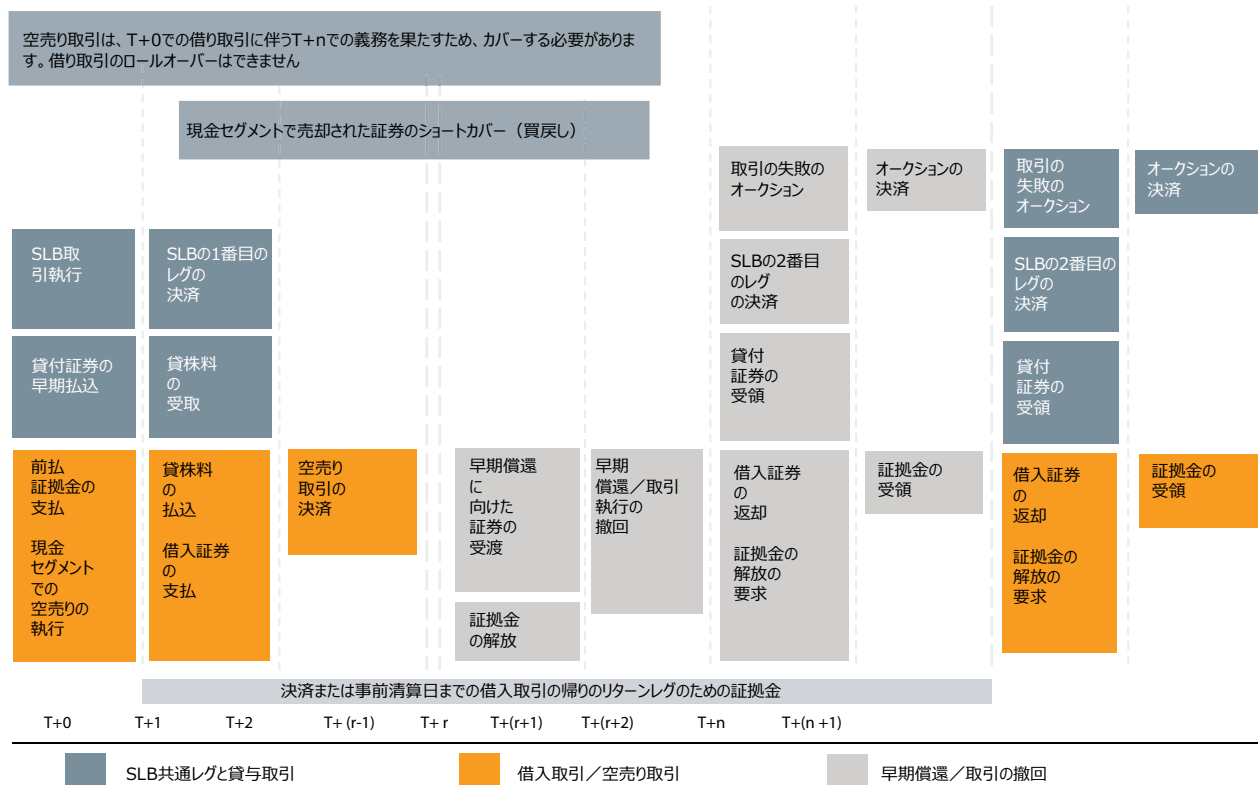 空売り取引は、T+0での借り取引に伴うT+nでの義務を果たすため、カバーする必要がありま
す。借り取引のロールオーバーはできません
現金セグメントで売却された証券のショートカバー（買戻し）
取引の失敗の
オークション
オークションの
決済
取引の
失敗の
オークション
オークションの
決済
SLB取
引執行
SLBの1番目の
レグの
決済
SLBの2番目
のレグ
の決済
SLBの2番目の
レグの
決済
貸付証券の
早期払込
貸株料
の
受取
貸付
証券の
受領
貸付
証券の
受領
前払
証拠金の
支払
現金
セグメント
での
空売りの
執行
貸株料
の
払込
借入証券
の
支払
空売り
取引の
決済
早期償還
に
向けた
証券の
受渡
証拠金
の解放
早期
償還／取引
執行の
撤回
借入証券
の
返却
証拠金の
解放の
要求
証拠金の
受領
借入証券
の
返却
証拠金の
解放の
要求
証拠金の
受領
決済または事前清算日までの借入取引の帰りのリターンレグのための証拠金
T+0 T+1 T+2 T+ (r-1) T+ r T+(r+1) T+(r+2) T+n T+(n +1)
SLB共通レグと貸与取引 借入取引／空売り取引 早期償還／取引の撤回